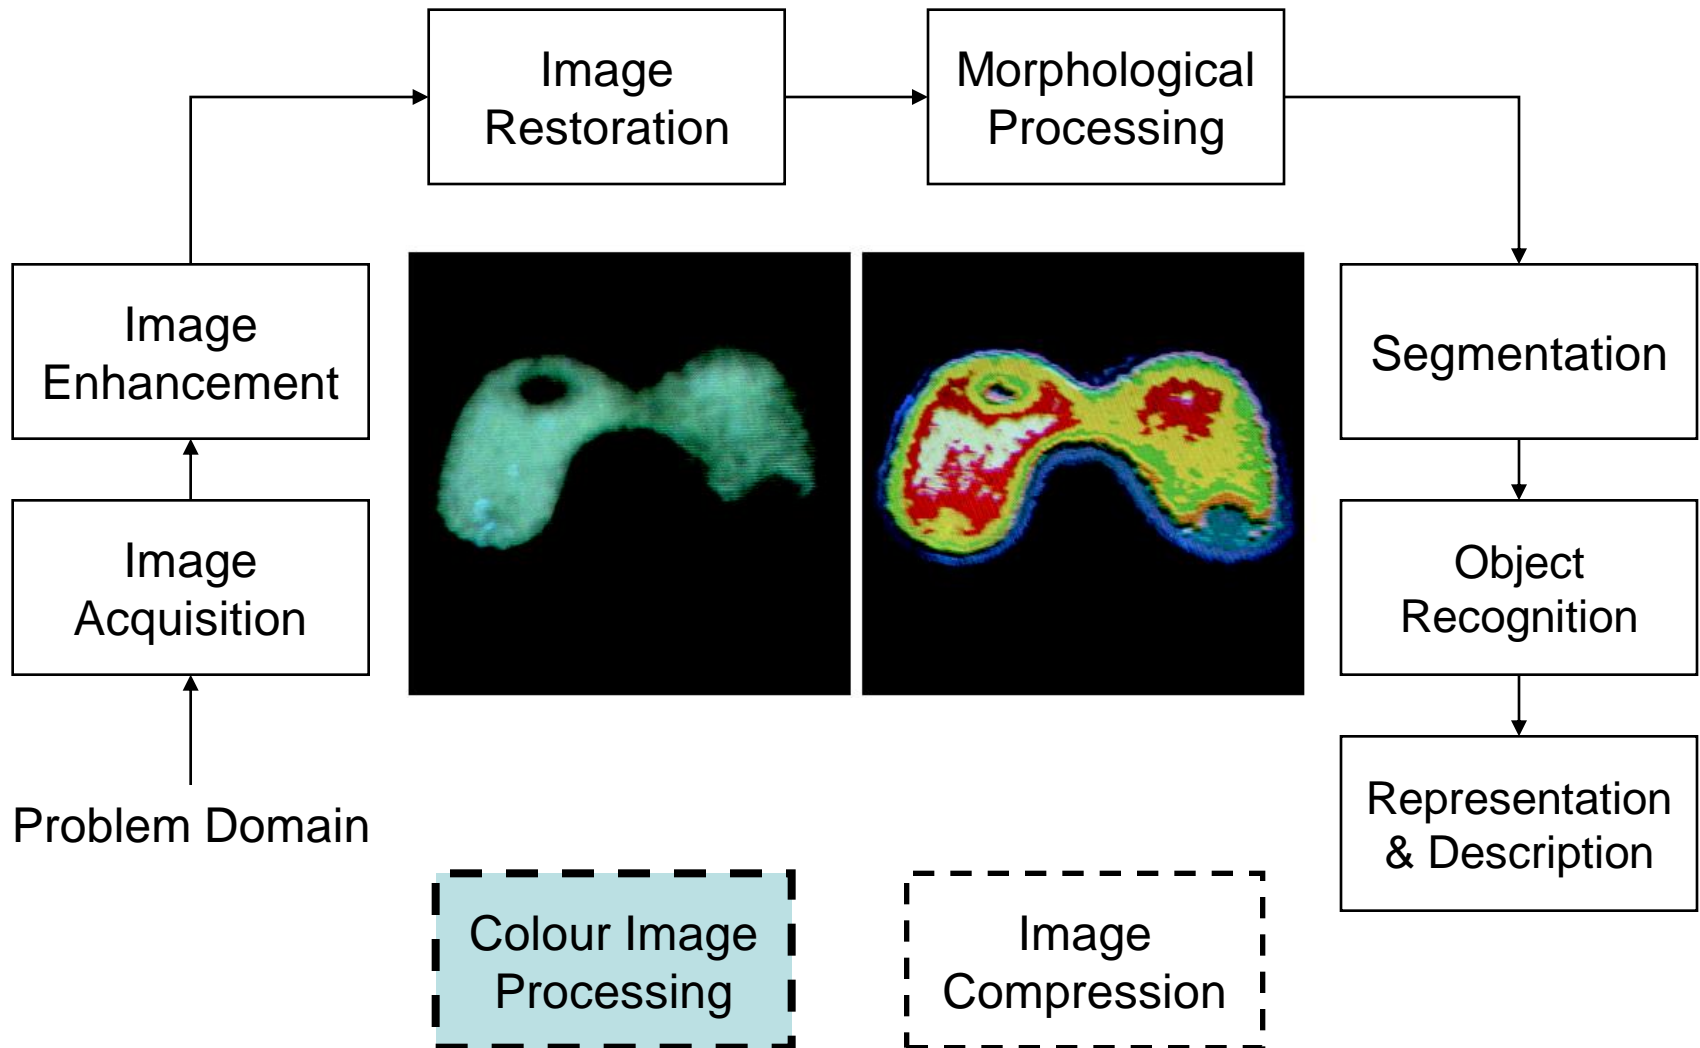 Image
Restoration
Morphological
Processing
Image
Enhancement
Segmentation
Image
Acquisition
Object
Recognition
Problem Domain
Representation
& Description
Colour Image
Processing
Image
Compression